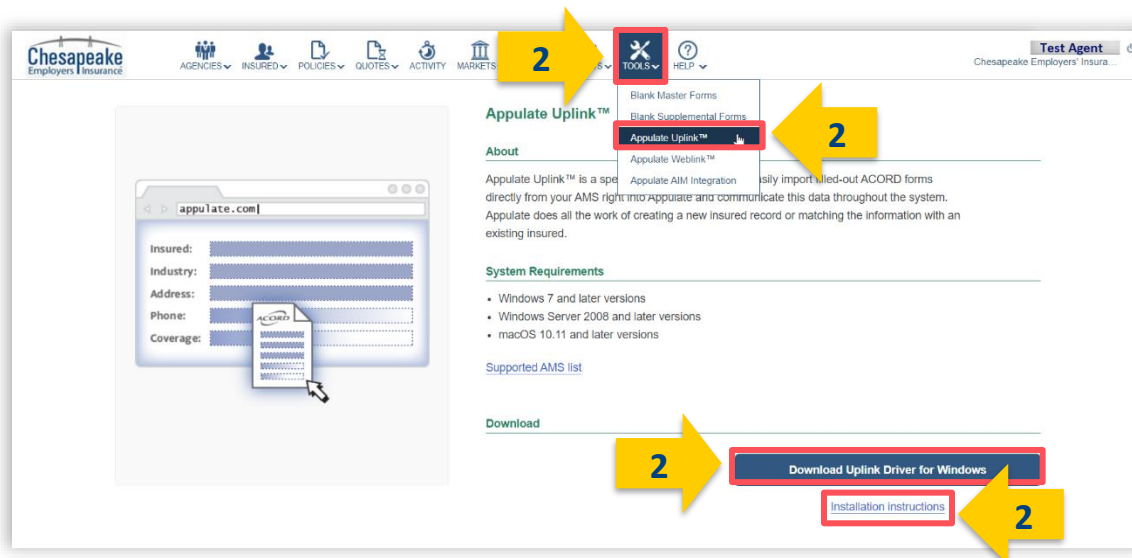 Chesapeake
Employers Insurance
AGENCIES
INSURED
POLICIES
QUOTES
ACTIVITY
MARKETS
2
TOOLS
HELP
Test Agent
Chesapeake Employers' Insura...
Blank Master Forms
Blank Supplemental Forms
Appulate Uplink™
Appulate Weblink™
Appulate AIM Integration
2
Appulate Uplink™
About
Appulate Uplink™ is a spe sily import filled-out ACORD forms
directly from your AMS right into Appulate and communicate this data throughout the system.
Appulate does all the work of creating a new insured record or matching the information with an
existing insured.
appulate.com
Insured:
Industry:
Address:
Phone:
Coverage:
ACORD
System Requirements
• Windows 7 and later versions
• Windows Server 2008 and later versions
• macOS 10.11 and later versions
Supported AMS list
Download
2
Download Uplink Driver for Windows
Installation instructions
2